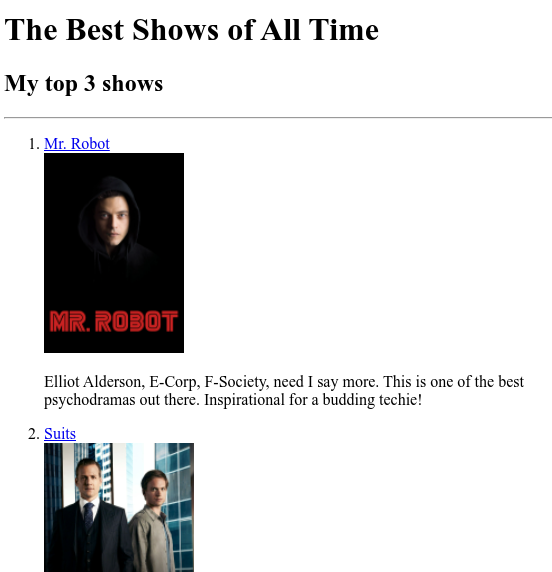 The Best Shows of All Time
My top 3 shows
1. Mr. Robot
MR. ROBOT
Elliot Alderson, E-Corp, F-Society, need I say more. This is one of the best
psychodramas out there. Inspirational for a budding techie!
2. Suits